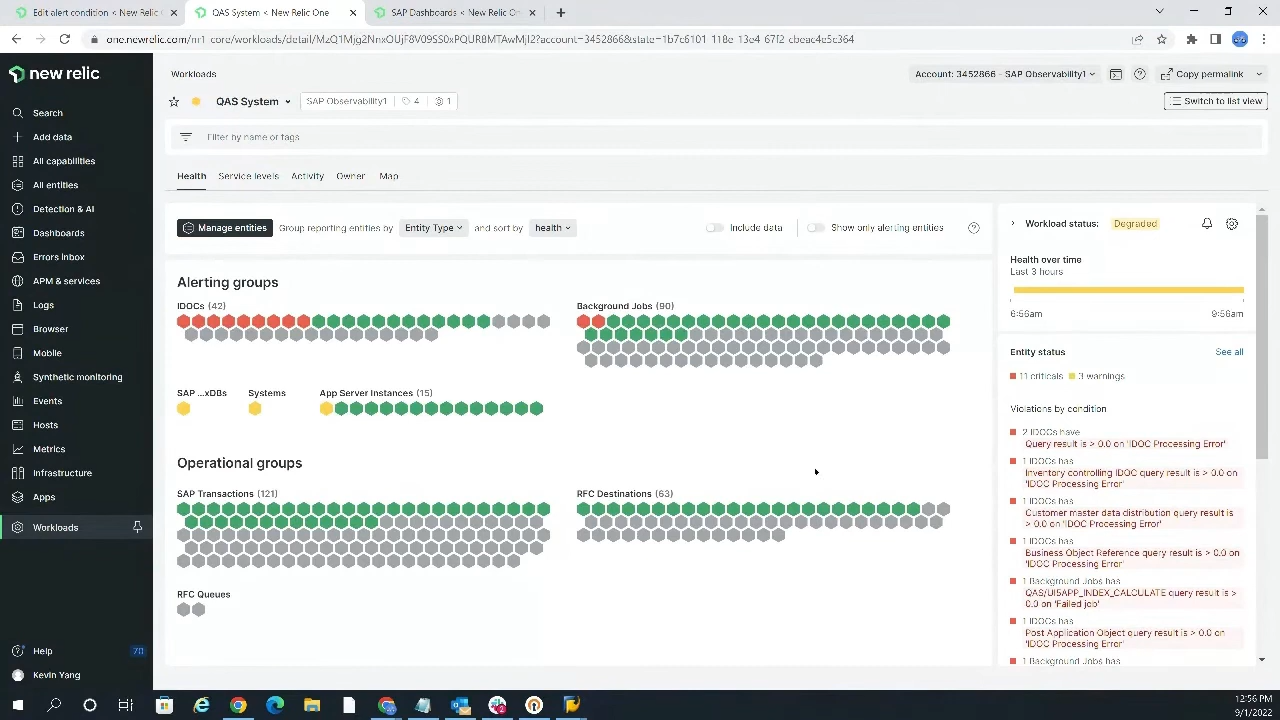 Edit alert condition < New Relic
QAS System < New Relic One
SAP Dashboards < New Relic On
new relic
Search
Add data
All capabilities
All entities
Detection & AI
Dashboards
Errors inbox
APM & services
Logs
Browser
Mobile
Synthetic monitoring
Events
Hosts
Metrics
Infrastructure
Apps
Workloads
Help 70
Kevin Yang
Workloads
Account: 3452866 - SAP Observability1
Copy permalink
QAS System
SAP Observability1 4 1
Switch to list view
Filter by name or tags
Health Service levels Activity Owner Map
Manage entities Group reporting entities by Entity Type and sort by health
Include data Show only alerting entities
Alerting groups
IDOCs (42)
Background Jobs (90)
SAP ...xDBs
Systems
App Server Instances (15)
Operational groups
SAP Transactions (121)
RFC Destinations (63)
RFC Queues
Workload status: Degraded
Health over time
Last 3 hours
6:56am 9:56am
Entity status See all
11 criticals 3 warnings
Violations by condition
2 IDOCs have
Query result is > 0.0 on 'IDOC Processing Error'
1 IDOCs has
Inventory controlling IDOC query result is > 0.0 on
'IDOC Processing Error'
1 IDOCs has
Customer master data distribution query result is
> 0.0 on 'IDOC Processing Error'
1 IDOCs has
Business Object Reference query result is > 0.0 on
'IDOC Processing Error'
1 Background Jobs has
QAS/UI5APP_INDEX_CALCULATE query result is >
0.0 on 'Failed job'
1 IDOCs has
Post Application Object query result is > 0.0 on
'IDOC Processing Error'
1 Background Jobs has
12:56 PM
9/1/2022